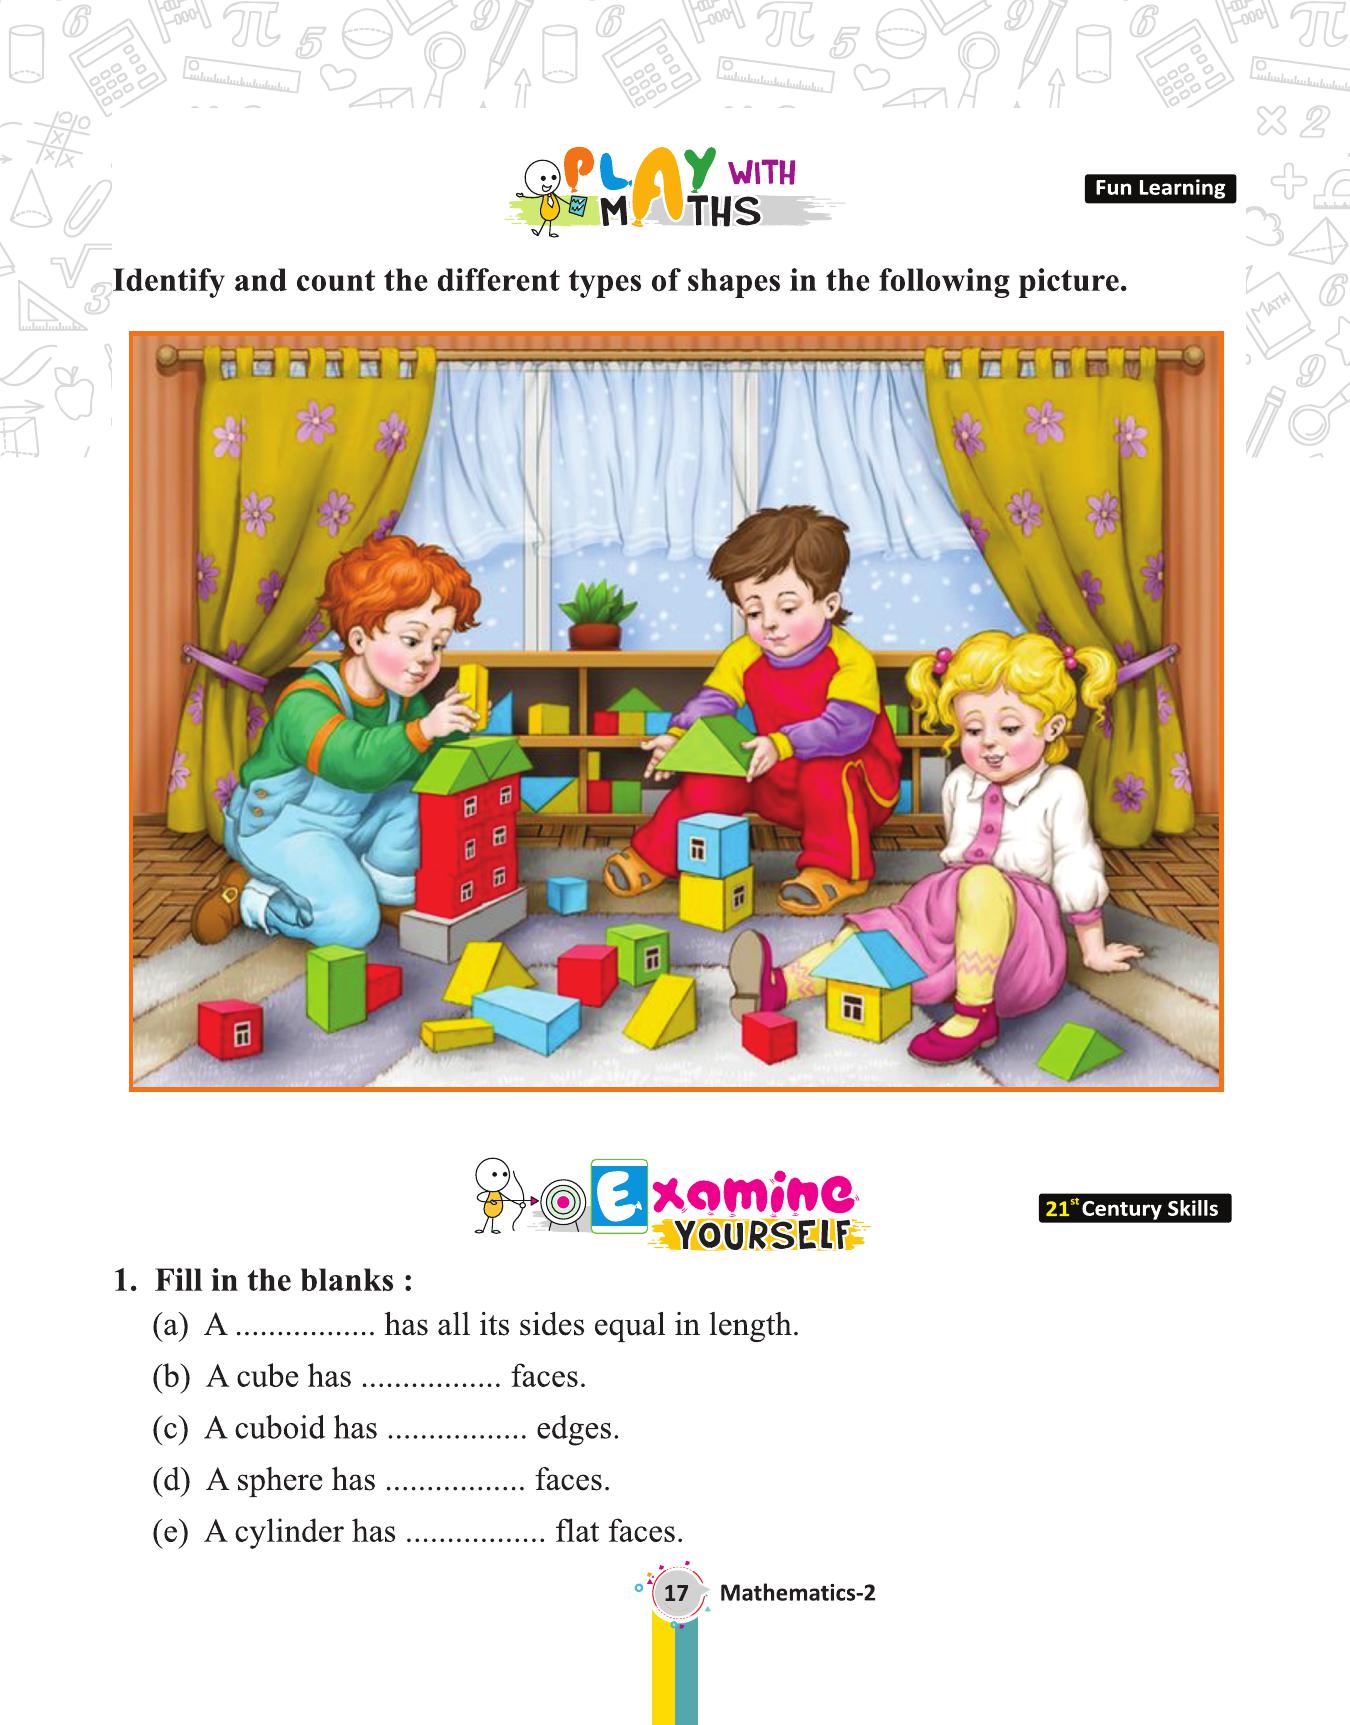 PLAY WITH
MATHS
Fun Learning
Identify and count the different types of shapes in the following picture.
Examine
YOURSELF
21st Century Skills
1. Fill in the blanks :
(a) A ................. has all its sides equal in length.
(b) A cube has ................. faces.
(c) A cuboid has ................. edges.
(d) A sphere has ................. faces.
(e) A cylinder has ................. flat faces.
17 Mathematics-2